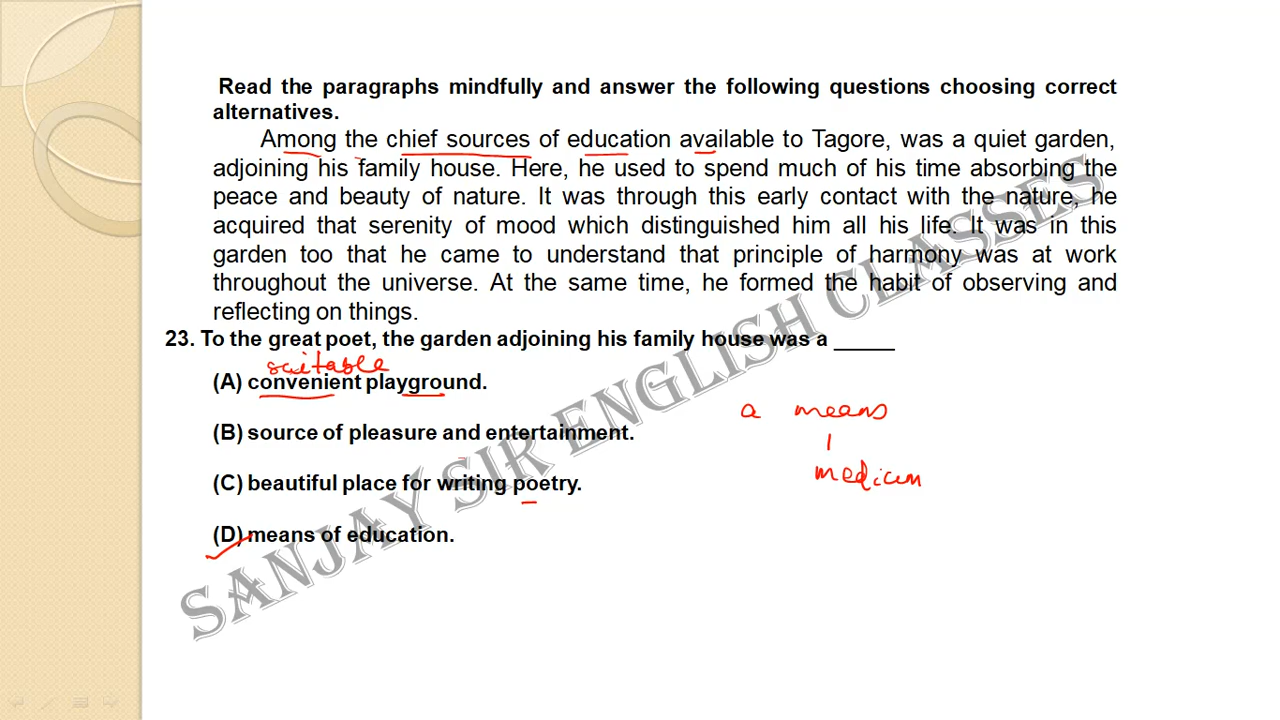 Read the paragraphs mindfully and answer the following questions choosing correct
alternatives.
Among the chief sources of education available to Tagore, was a quiet garden,
adjoining his family house. Here, he used to spend much of his time absorbing the
peace and beauty of nature. It was through this early contact with the nature, he
acquired that serenity of mood which distinguished him all his life. It was in this
garden too that he came to understand that principle of harmony was at work
throughout the universe. At the same time, he formed the habit of observing and
reflecting on things.
23. To the great poet, the garden adjoining his family house was a _____
suitable
(A) convenient playground.
a means
(B) source of pleasure and entertainment.
medium
(C) beautiful place for writing poetry.
(D) means of education.
SANJAY SIR ENGLISH CLASSES